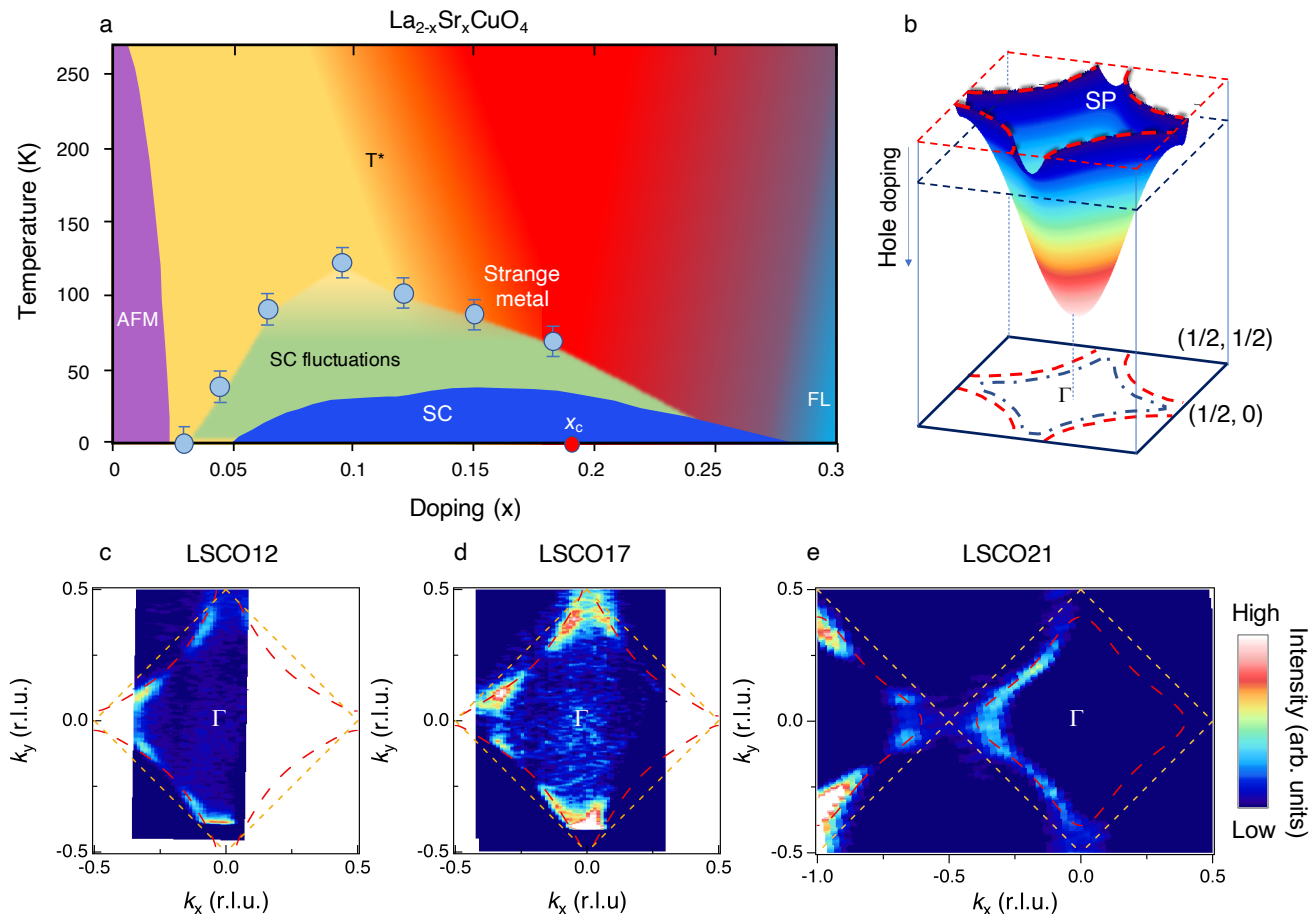 a
La2-xSrxCuO4
b
250
200
150
100
50
0
Temperature (K)
T*
AFM
Strange
metal
SC fluctuations
SC
xc
FL
0
0.05
0.1
0.15
0.2
0.25
0.3
Doping (x)
SP
Hole doping
(1/2, 1/2)
Γ
(1/2, 0)
c
LSCO12
0.5
0.0
-0.5
ky (r.l.u.)
Γ
-0.5
0.0
0.5
kx (r.l.u.)
d
LSCO17
0.5
0.0
-0.5
ky (r.l.u.)
Γ
-0.5
0.0
0.5
kx (r.l.u.)
e
LSCO21
0.5
0.0
-0.5
ky (r.l.u.)
Γ
-1.0
-0.5
0.0
0.5
kx (r.l.u.)
High
Low
Intensity (arb. units)